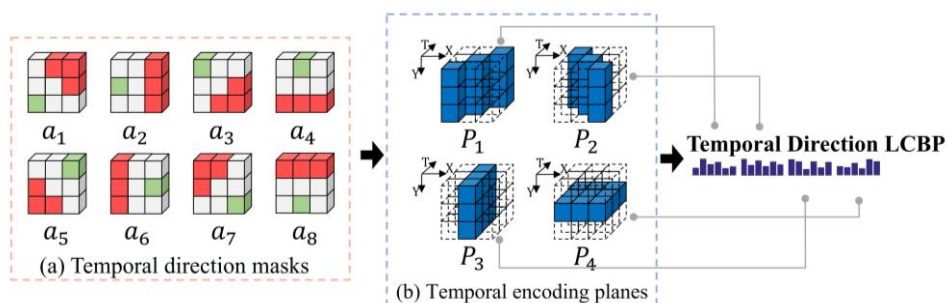 a₁ a₂ a₃ a₄
a₅ a₆ a₇ a₈
(a) Temporal direction masks
T X Y
T X Y
P₁ P₂
T X Y
T X Y
P₃ P₄
(b) Temporal encoding planes
Temporal Direction LCBP